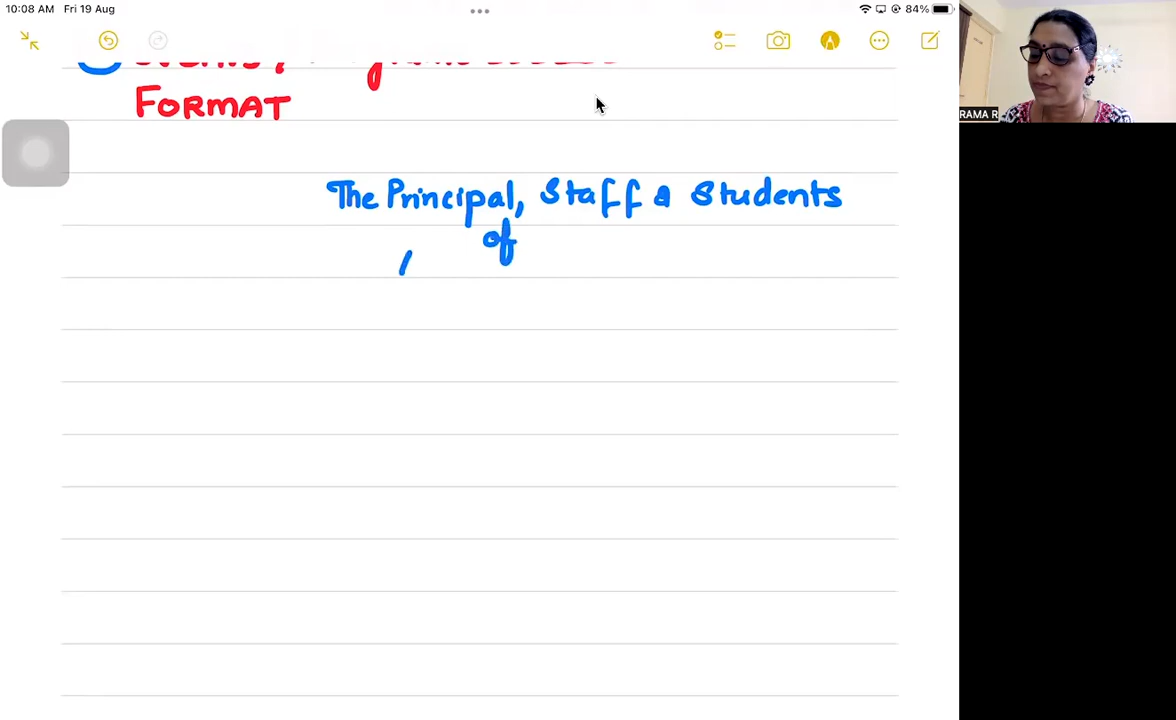 10:08 AM Fri 19 Aug
84%
FORMAT
The Principal, Staff & Students
of
RAMA R